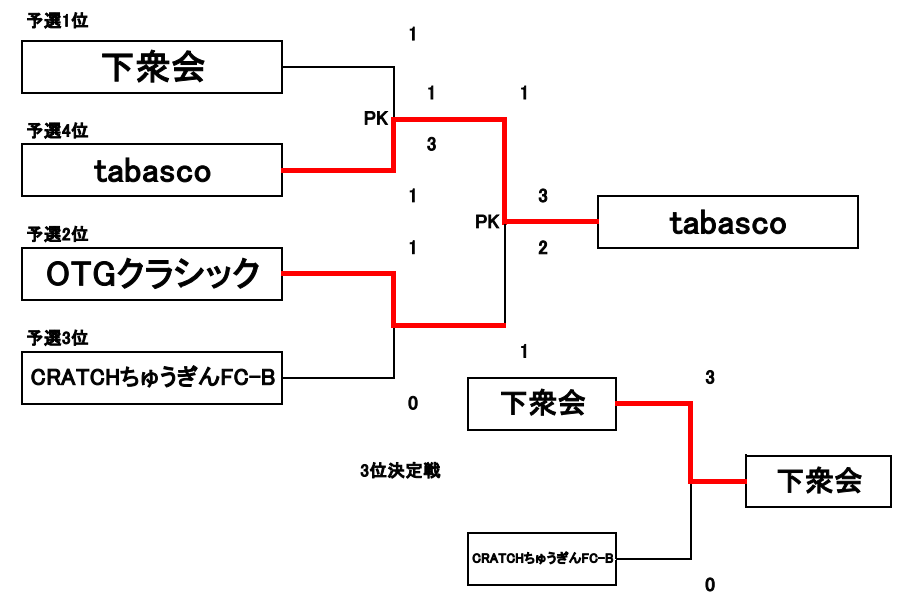 予選1位
1
下衆会
1
1
PK
予選4位
3
tabasco
1
3
予選2位
PK
tabasco
1
2
OTGクラシック
予選3位
1
CRATCHちゅうぎんFC-B
3
0
下衆会
3位決定戦
下衆会
CRATCHちゅうぎんFC-B
0